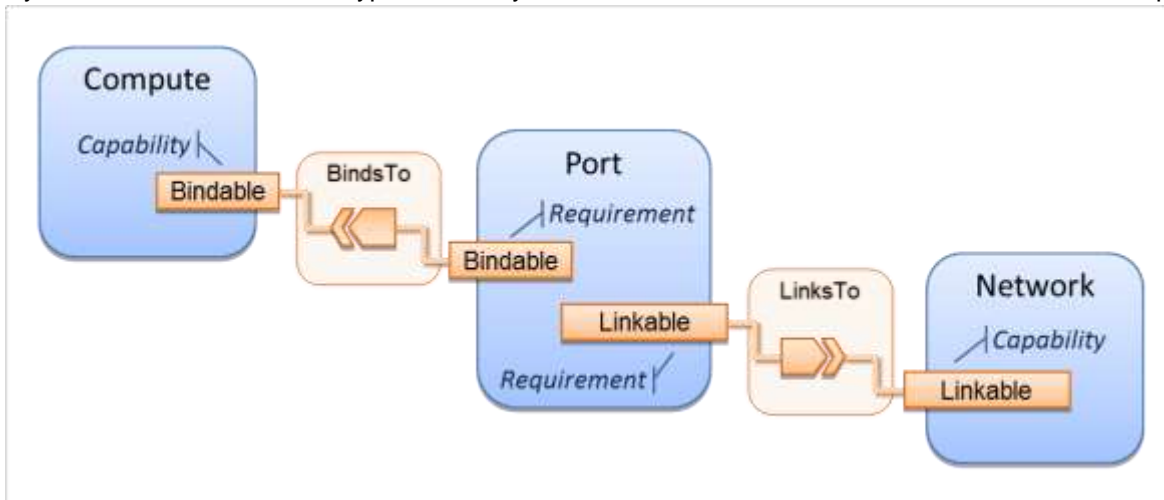 Compute
Capability
Bindable
BindsTo
Port
Requirement
Bindable
Linkable
Requirement
LinksTo
Network
Capability
Linkable